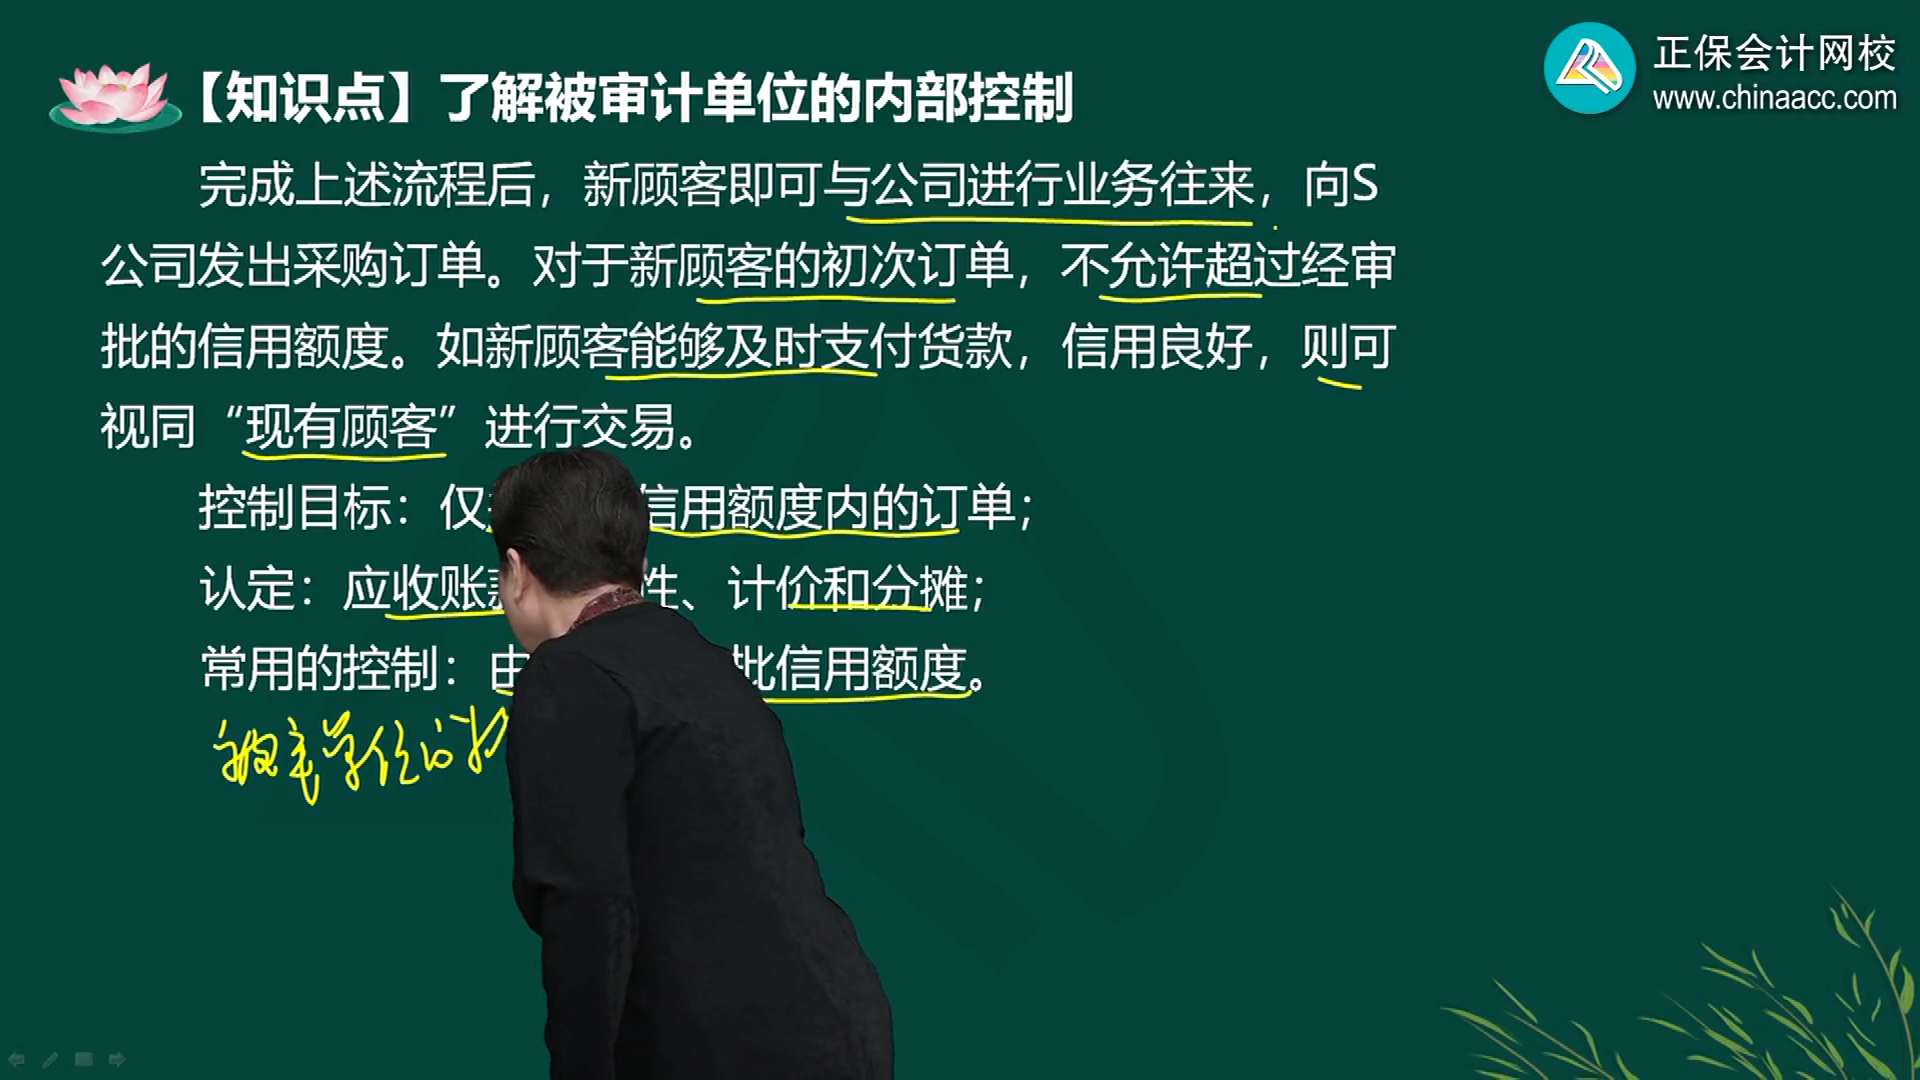 正保会计网校
www.chinaacc.com
【知识点】了解被审计单位的内部控制
完成上述流程后，新顾客即可与公司进行业务往来，向S
公司发出采购订单。对于新顾客的初次订单，不允许超过经审
批的信用额度。如新顾客能够及时支付货款，信用良好，则可
视同“现有顾客”进行交易。
控制目标：仅 信用额度内的订单；
认定：应收账 性、计价和分摊；
常用的控制：由 批信用额度。
被审单位的